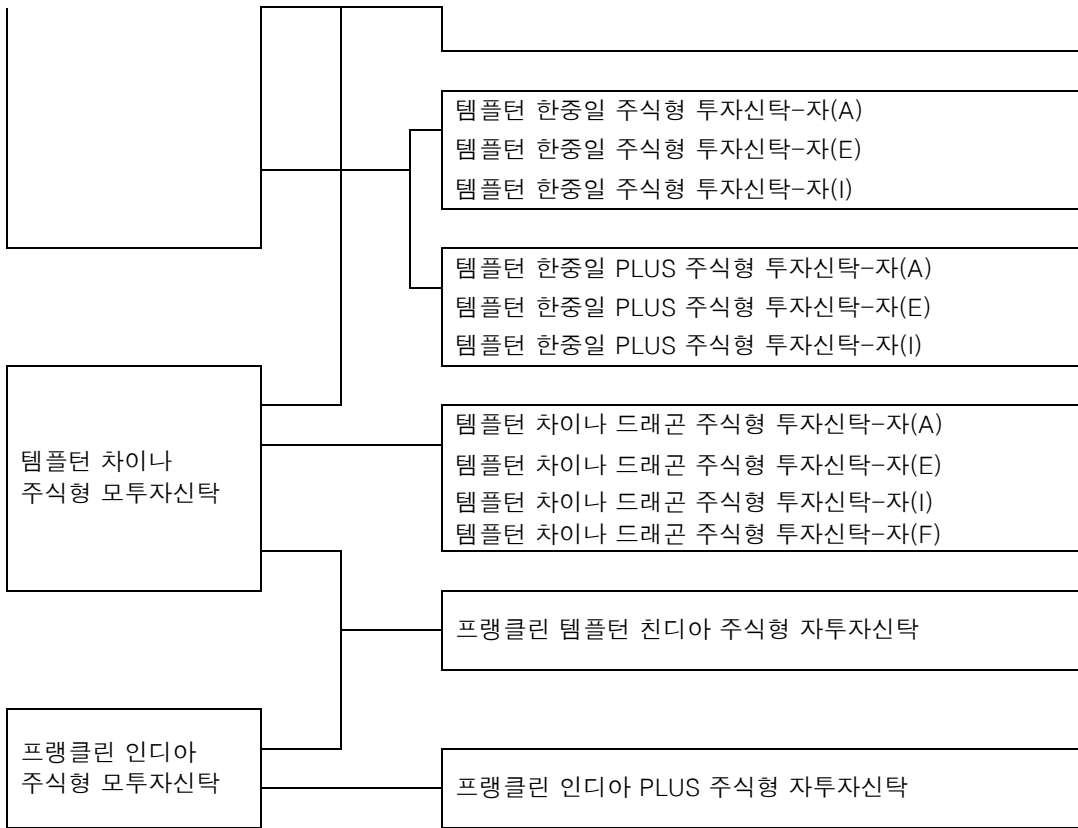 템플턴 한중일 주식형 투자신탁-자(A)
템플턴 한중일 주식형 투자신탁-자(E)
템플턴 한중일 주식형 투자신탁-자(I)
템플턴 한중일 PLUS 주식형 투자신탁-자(A)
템플턴 한중일 PLUS 주식형 투자신탁-자(E)
템플턴 한중일 PLUS 주식형 투자신탁-자(I)
템플턴 차이나
주식형 모투자신탁
템플턴 차이나 드래곤 주식형 투자신탁-자(A)
템플턴 차이나 드래곤 주식형 투자신탁-자(E)
템플턴 차이나 드래곤 주식형 투자신탁-자(I)
템플턴 차이나 드래곤 주식형 투자신탁-자(F)
프랭클린 템플턴 친디아 주식형 자투자신탁
프랭클린 인디아
주식형 모투자신탁
프랭클린 인디아 PLUS 주식형 자투자신탁